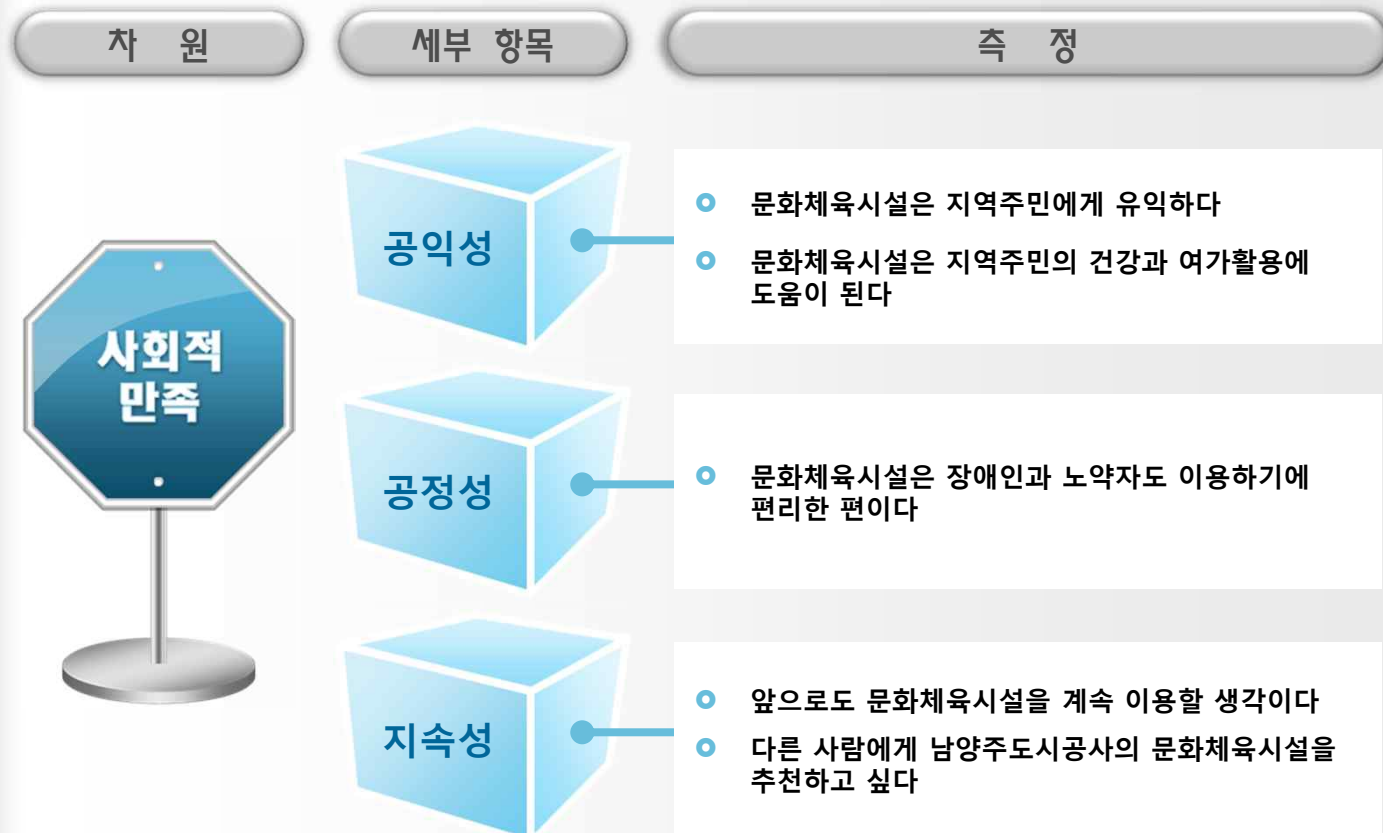 차 원
세부 항목
측 정
사회적
만족
공익성
문화체육시설은 지역주민에게 유익하다
문화체육시설은 지역주민의 건강과 여가활용에
도움이 된다
공정성
문화체육시설은 장애인과 노약자도 이용하기에
편리한 편이다
지속성
앞으로도 문화체육시설을 계속 이용할 생각이다
다른 사람에게 남양주도시공사의 문화체육시설을
추천하고 싶다